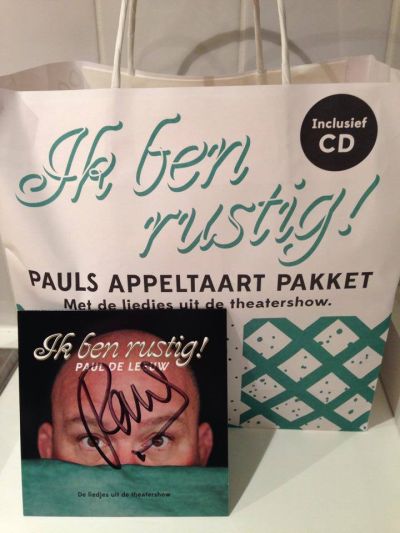 Ik ben
rustig!
Inclusief
CD
PAULS APPELTAART PAKKET
Met de liedjes uit de theatershow.
Ik ben rustig!
PAUL DE LEEUW
Paul
De liedjes uit de theatershow